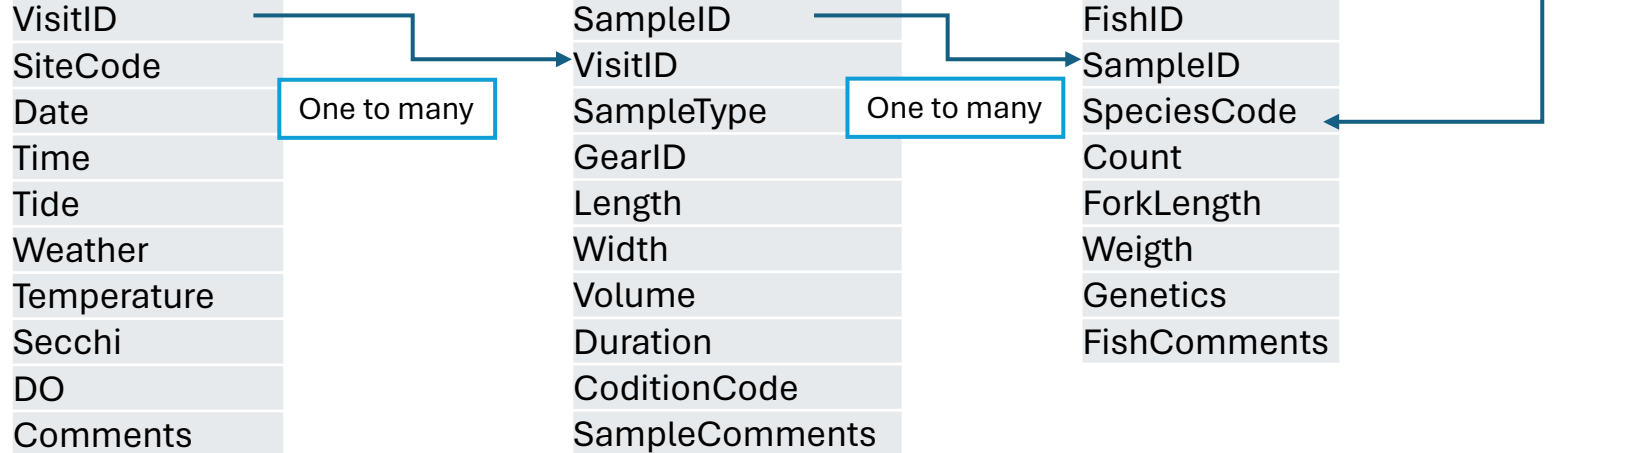 VisitID
SiteCode
Date
Time
Tide
Weather
Temperature
Secchi
DO
Comments
One to many
SampleID
VisitID
SampleType
GearID
Length
Width
Volume
Duration
CoditionCode
SampleComments
One to many
FishID
SampleID
SpeciesCode
Count
ForkLength
Weigth
Genetics
FishComments